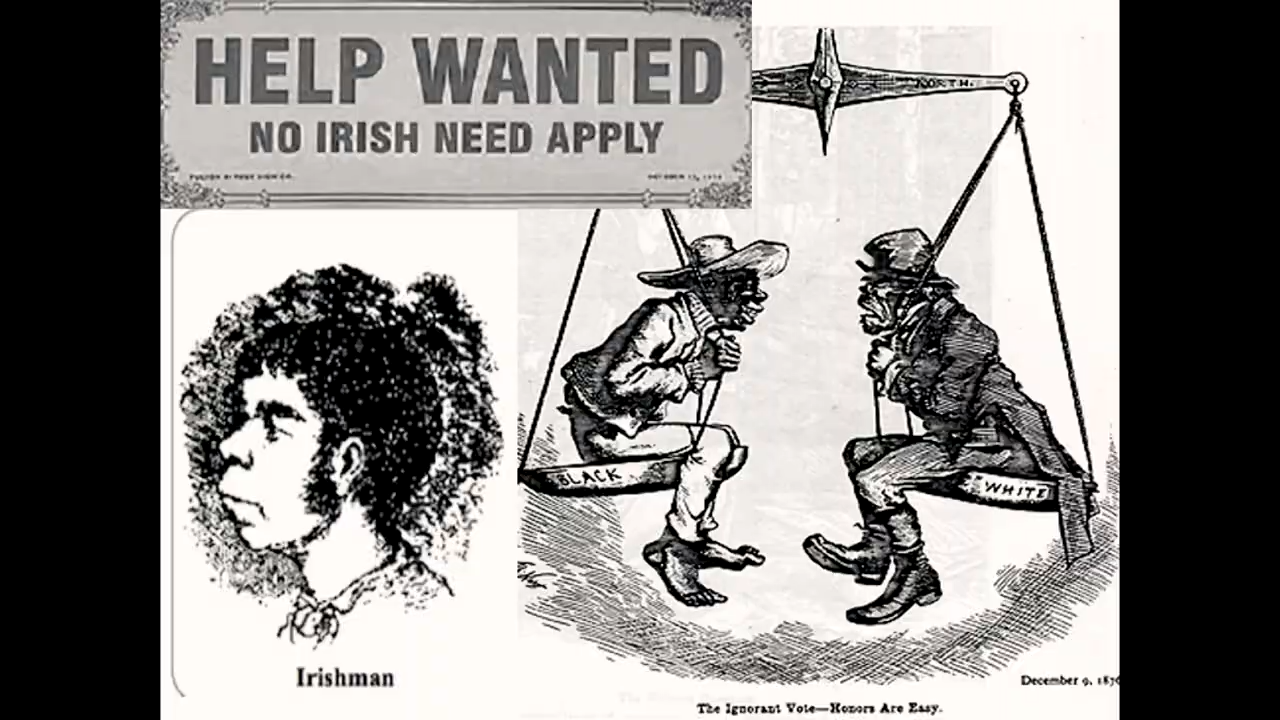 HELP WANTED
NO IRISH NEED APPLY
NORTH.
BLACK
"WHITE"
Irishman
December 9, 187
The Ignorant Vote—Honors Are Easy.